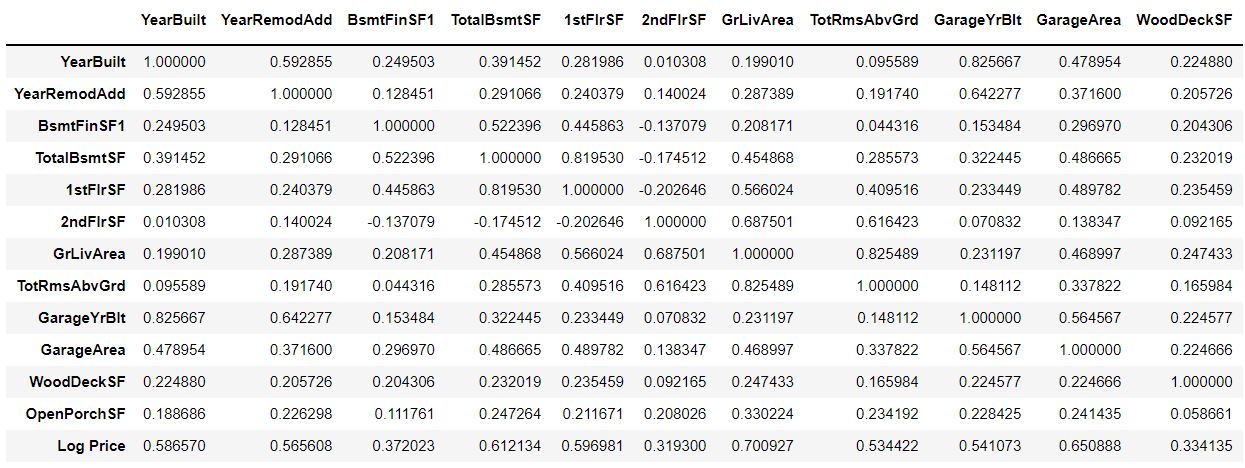 YearBuilt YearRemodAdd BsmtFinSF1 TotalBsmtSF 1stFlrSF 2ndFlrSF GrLivArea TotRmsAbvGrd GarageYrBlt GarageArea WoodDeckSF
YearBuilt 1.000000 0.592855 0.249503 0.391452 0.281986 0.010308 0.199010 0.095589 0.825667 0.478954 0.224880
YearRemodAdd 0.592855 1.000000 0.128451 0.291066 0.240379 0.140024 0.287389 0.191740 0.642277 0.371600 0.205726
BsmtFinSF1 0.249503 0.128451 1.000000 0.522396 0.445863 -0.137079 0.208171 0.044316 0.153484 0.296970 0.204306
TotalBsmtSF 0.391452 0.291066 0.522396 1.000000 0.819530 -0.174512 0.454868 0.285573 0.322445 0.486665 0.232019
1stFlrSF 0.281986 0.240379 0.445863 0.819530 1.000000 -0.202646 0.566024 0.409516 0.233449 0.489782 0.235459
2ndFlrSF 0.010308 0.140024 -0.137079 -0.174512 -0.202646 1.000000 0.687501 0.616423 0.070832 0.138347 0.092165
GrLivArea 0.199010 0.287389 0.208171 0.454868 0.566024 0.687501 1.000000 0.825489 0.231197 0.468997 0.247433
TotRmsAbvGrd 0.095589 0.191740 0.044316 0.285573 0.409516 0.616423 0.825489 1.000000 0.148112 0.337822 0.165984
GarageYrBlt 0.825667 0.642277 0.153484 0.322445 0.233449 0.070832 0.231197 0.148112 1.000000 0.564567 0.224577
GarageArea 0.478954 0.371600 0.296970 0.486665 0.489782 0.138347 0.468997 0.337822 0.564567 1.000000 0.224666
WoodDeckSF 0.224880 0.205726 0.204306 0.232019 0.235459 0.092165 0.247433 0.165984 0.224577 0.224666 1.000000
OpenPorchSF 0.188686 0.226298 0.111761 0.247264 0.211671 0.208026 0.330224 0.234192 0.228425 0.241435 0.058661
Log Price 0.586570 0.565608 0.372023 0.612134 0.596981 0.319300 0.700927 0.534422 0.541073 0.650888 0.334135